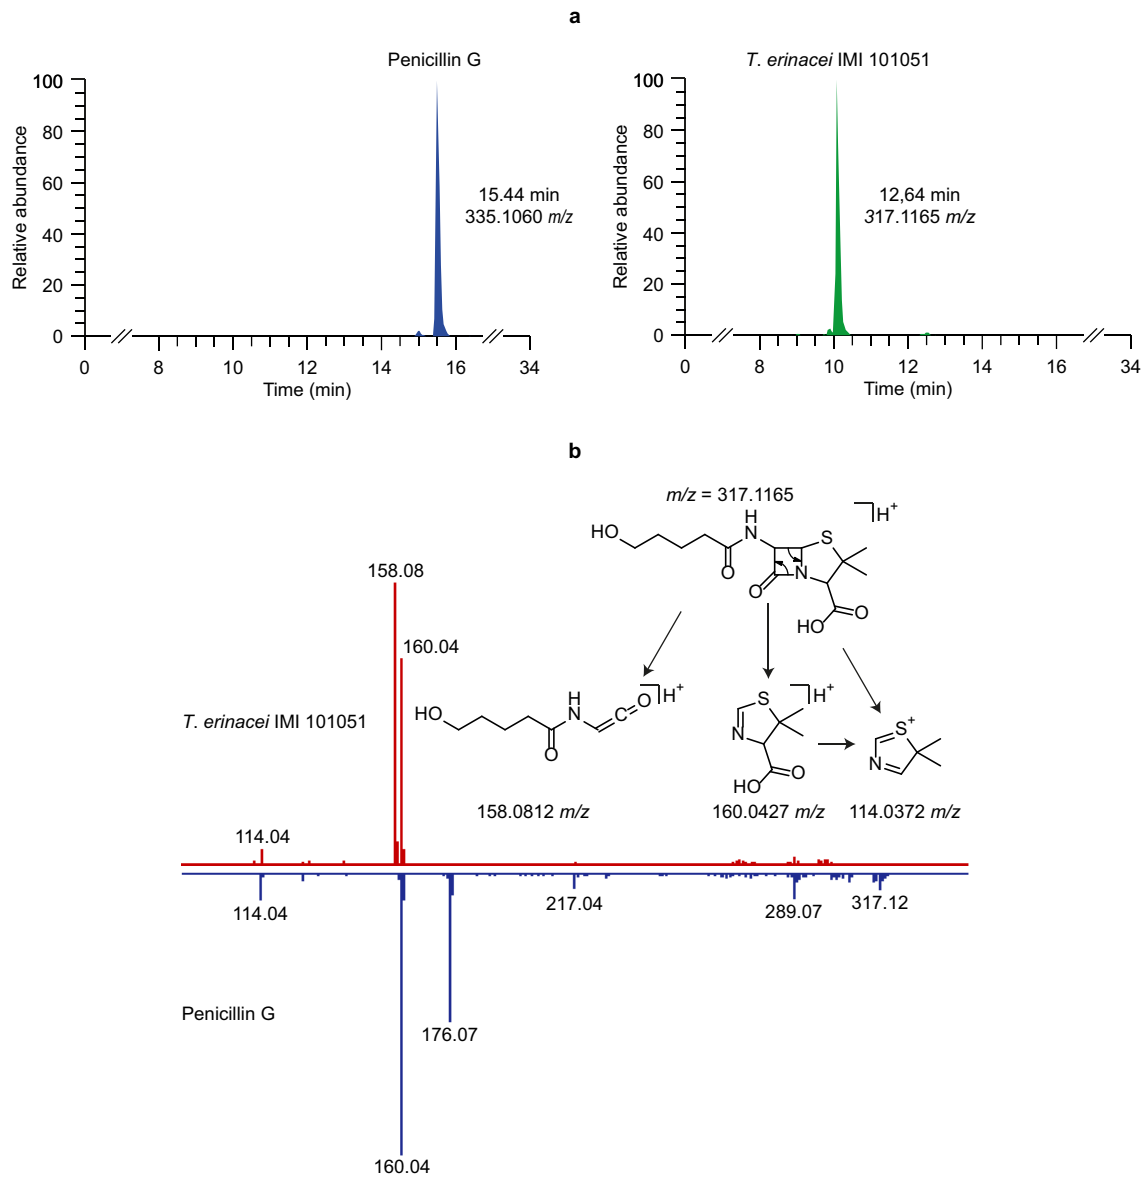 a
Penicillin G
Relative abundance
100
80
60
40
20
0
15.44 min
335.1060 m/z
0 8 10 12 14 16 34
Time (min)
T. erinacei IMI 101051
Relative abundance
100
80
60
40
20
0
12,64 min
317.1165 m/z
0 8 10 12 14 16 34
Time (min)
b
m/z = 317.1165
H+
HO
H
N
O
S
N
O
HO
O
158.08
160.04
T. erinacei IMI 101051
HO
H
N
O
O
H+
158.0812 m/z
S
N
HO
O
H+
160.0427 m/z
S+
N
114.0372 m/z
114.04
114.04
217.04
289.07
317.12
Penicillin G
176.07
160.04